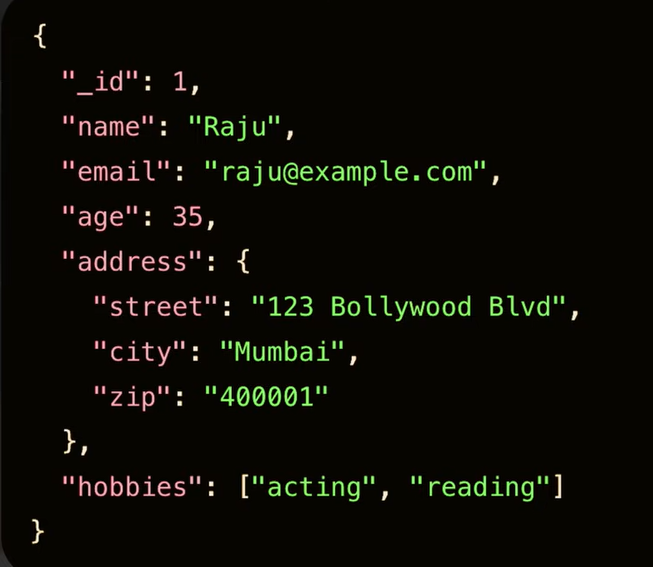 {
  "_id": 1,
  "name": "Raju",
  "email": "raju@example.com",
  "age": 35,
  "address": {
    "street": "123 Bollywood Blvd",
    "city": "Mumbai",
    "zip": "400001"
  },
  "hobbies": ["acting", "reading"]
}